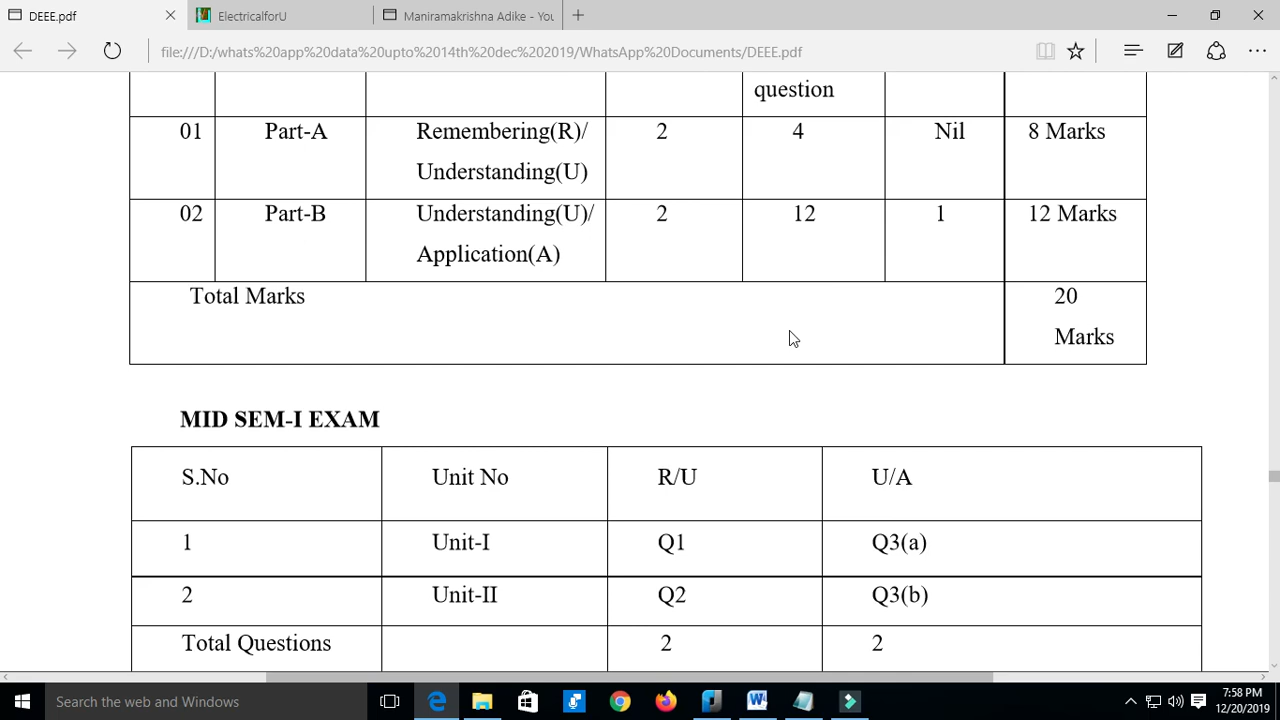 DEEE.pdf
ElectricalforU
Maniramakrishna Adike - You
file:///D:/whats%20app%20data%20upto%2014th%20dec%202019/WhatsApp%20Documents/DEEE.pdf
question
01 Part-A Remembering(R)/ 2 4 Nil 8 Marks
Understanding(U)
02 Part-B Understanding(U)/ 2 12 1 12 Marks
Application(A)
Total Marks 20
Marks
MID SEM-I EXAM
S.No Unit No R/U U/A
1 Unit-I Q1 Q3(a)
2 Unit-II Q2 Q3(b)
Total Questions 2 2
Search the web and Windows
7:58 PM
12/20/2019